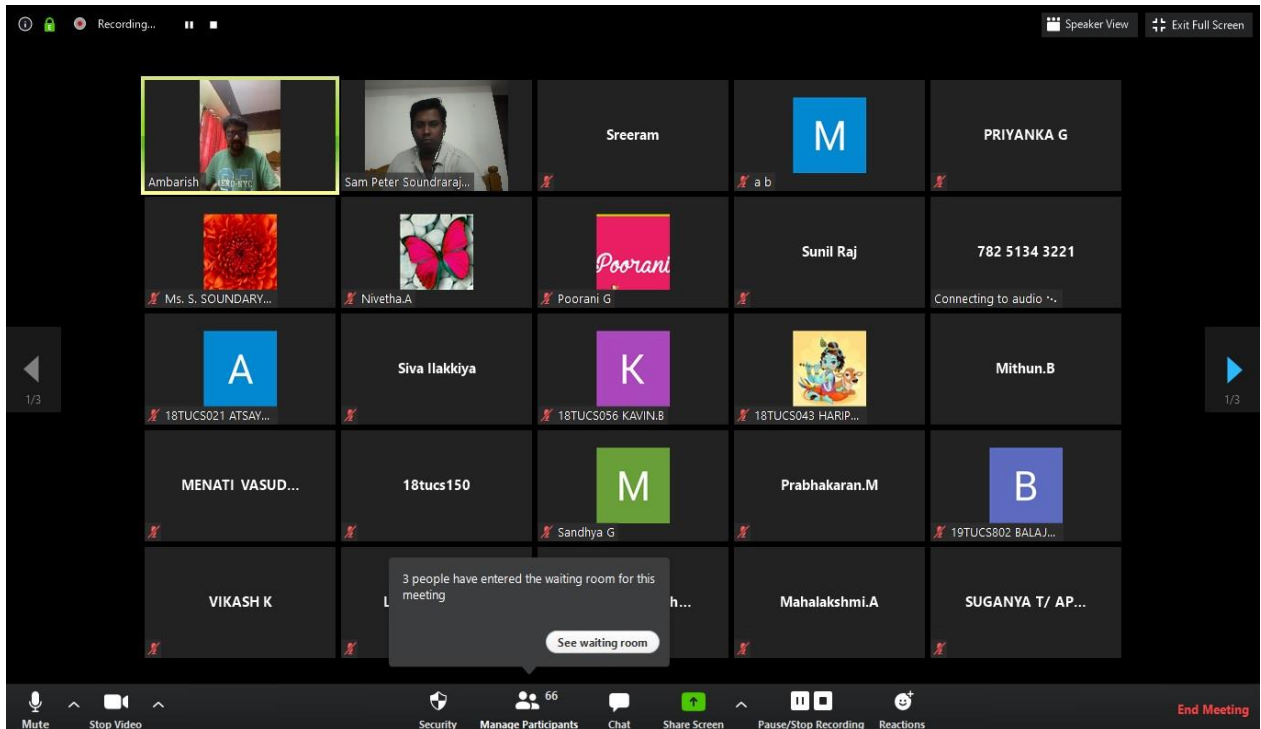 Recording...
Speaker View
Exit Full Screen
Ambarish
Sam Peter Soundraraj...
Sreeram
M
a b
PRIYANKA G
Ms. S. SOUNDARY...
Nivetha.A
Poorani
Poorani G
Sunil Raj
782 5134 3221
Connecting to audio
A
18TUCS021 ATSAY...
Siva Ilakkiya
K
18TUCS056 KAVIN.B
18TUCS043 HARIP...
Mithun.B
1/3
1/3
MENATI VASUD...
18tucs150
M
Sandhya G
Prabhakaran.M
B
19TUCS802 BALAJ...
VIKASH K
L
3 people have entered the waiting room for this
meeting
See waiting room
h...
Mahalakshmi.A
SUGANYA T/ AP...
Mute
Stop Video
Security
Manage Participants
66
Chat
Share Screen
Pause/Stop Recording
Reactions
End Meeting